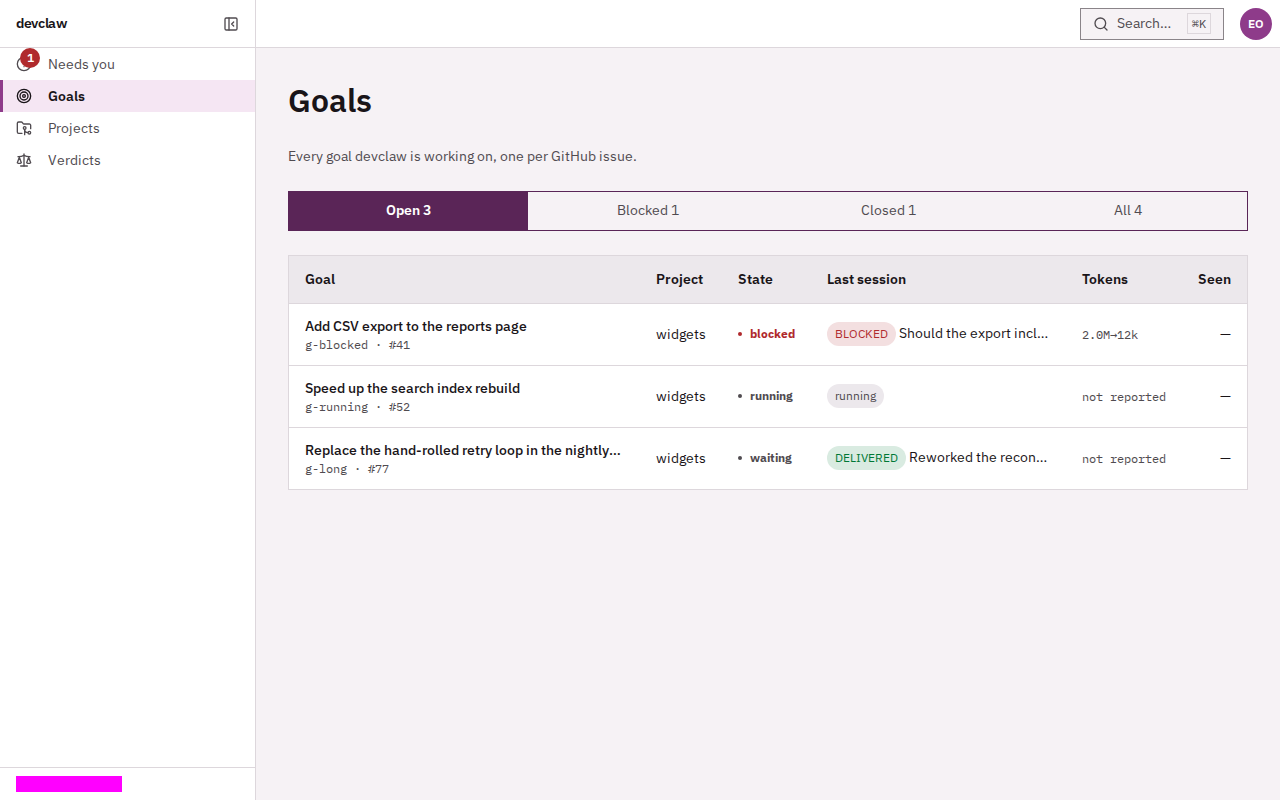 devclaw
Search... ⌘K
EO
1
Needs you
Goals
Projects
Verdicts
Goals
Every goal devclaw is working on, one per GitHub issue.
Open 3
Blocked 1
Closed 1
All 4
Goal Project State Last session Tokens Seen
Add CSV export to the reports page
g-blocked · #41
widgets
• blocked
BLOCKED Should the export incl...
2.0M→12k
—
Speed up the search index rebuild
g-running · #52
widgets
• running
running
not reported
—
Replace the hand-rolled retry loop in the nightly...
g-long · #77
widgets
• waiting
DELIVERED Reworked the recon...
not reported
—